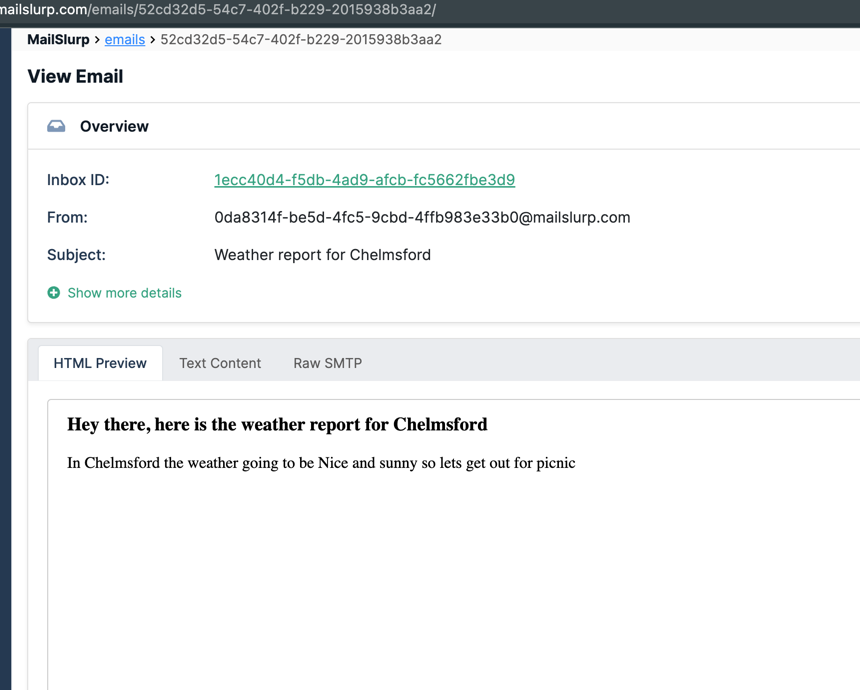 mailslurp.com/emails/52cd32d5-54c7-402f-b229-2015938b3aa2/
MailSlurp > emails > 52cd32d5-54c7-402f-b229-2015938b3aa2
View Email
Overview
Inbox ID: 1ecc40d4-f5db-4ad9-afcb-fc5662fbe3d9
From: 0da8314f-be5d-4fc5-9cbd-4ffb983e33b0@mailslurp.com
Subject: Weather report for Chelmsford
Show more details
HTML Preview Text Content Raw SMTP
Hey there, here is the weather report for Chelmsford
In Chelmsford the weather going to be Nice and sunny so lets get out for picnic